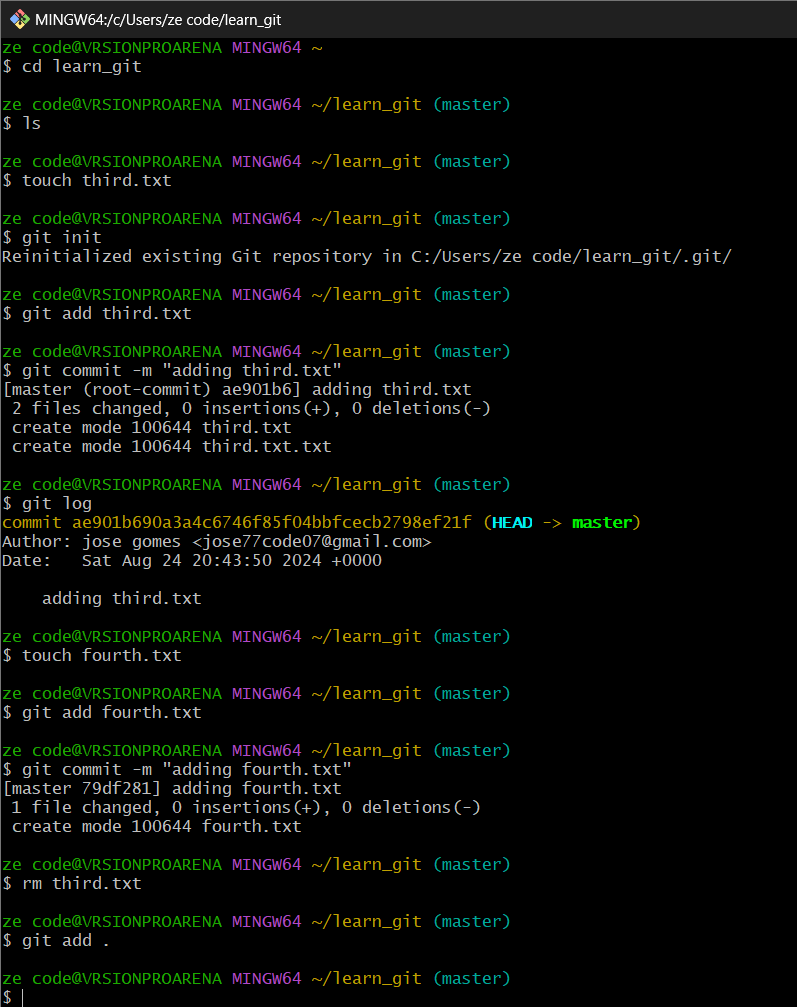 MINGW64:/c/Users/ze code/learn_git
ze code@VRSIONPROARENA MINGW64 ~
$ cd learn_git
ze code@VRSIONPROARENA MINGW64 ~/learn_git (master)
$ ls
ze code@VRSIONPROARENA MINGW64 ~/learn_git (master)
$ touch third.txt
ze code@VRSIONPROARENA MINGW64 ~/learn_git (master)
$ git init
Reinitialized existing Git repository in C:/Users/ze code/learn_git/.git/
ze code@VRSIONPROARENA MINGW64 ~/learn_git (master)
$ git add third.txt
ze code@VRSIONPROARENA MINGW64 ~/learn_git (master)
$ git commit -m "adding third.txt"
[master (root-commit) ae901b6] adding third.txt
 2 files changed, 0 insertions(+), 0 deletions(-)
 create mode 100644 third.txt
 create mode 100644 third.txt.txt
ze code@VRSIONPROARENA MINGW64 ~/learn_git (master)
$ git log
commit ae901b690a3a4c6746f85f04bbfcecb2798ef21f (HEAD -> master)
Author: jose gomes <jose77code07@gmail.com>
Date:   Sat Aug 24 20:43:50 2024 +0000
    adding third.txt
ze code@VRSIONPROARENA MINGW64 ~/learn_git (master)
$ touch fourth.txt
ze code@VRSIONPROARENA MINGW64 ~/learn_git (master)
$ git add fourth.txt
ze code@VRSIONPROARENA MINGW64 ~/learn_git (master)
$ git commit -m "adding fourth.txt"
[master 79df281] adding fourth.txt
 1 file changed, 0 insertions(+), 0 deletions(-)
 create mode 100644 fourth.txt
ze code@VRSIONPROARENA MINGW64 ~/learn_git (master)
$ rm third.txt
ze code@VRSIONPROARENA MINGW64 ~/learn_git (master)
$ git add .
ze code@VRSIONPROARENA MINGW64 ~/learn_git (master)
$